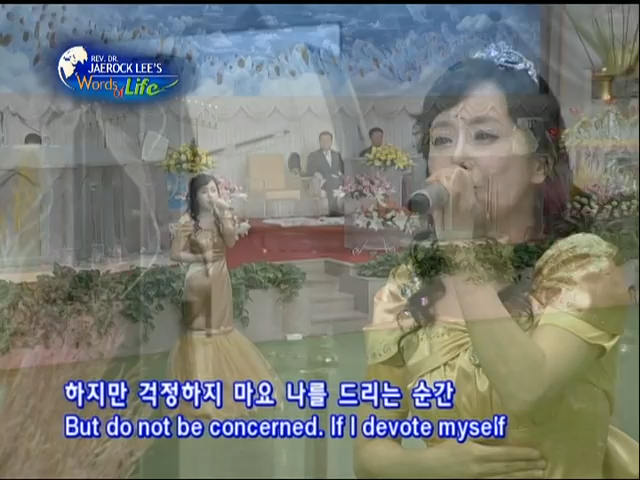 REV. DR.
JAEROCK LEE'S
Words of Life
하지만 걱정하지 마요 나를 드리는 순간
But do not be concerned. If I devote myself